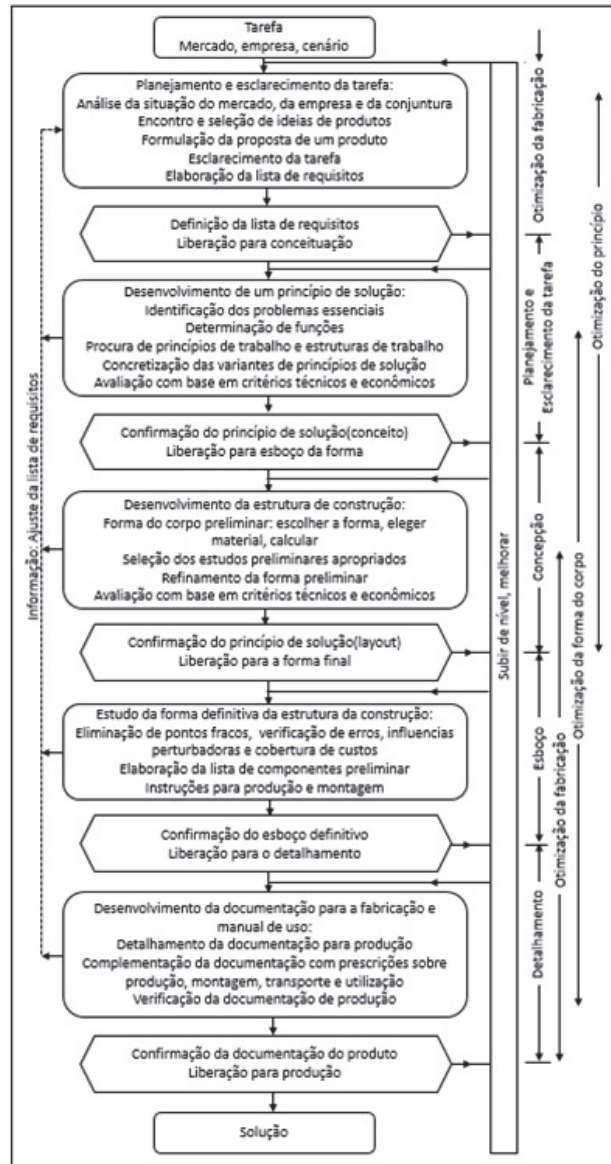 Tarefa
Mercado, empresa, cenário
Planejamento e esclarecimento da tarefa:
Análise da situação do mercado, da empresa e da conjuntura
Encontro e seleção de ideias de produtos
Formulação da proposta de um produto
Esclarecimento da tarefa
Elaboração da lista de requisitos
Definição da lista de requisitos
Liberação para conceituação
Desenvolvimento de um princípio de solução:
Identificação dos problemas essenciais
Determinação de funções
Procura de princípios de trabalho e estruturas de trabalho
Concretização das variantes de princípios de solução
Avaliação com base em critérios técnicos e econômicos
Confirmação do princípio de solução(conceito)
Liberação para esboço da forma
Desenvolvimento da estrutura de construção:
Forma do corpo preliminar: escolher a forma, eleger
material, calcular
Seleção dos estudos preliminares apropriados
Refinamento da forma preliminar
Avaliação com base em critérios técnicos e econômicos
Confirmação do princípio de solução(layout)
Liberação para a forma final
Estudo da forma definitiva da estrutura da construção:
Eliminação de pontos fracos, verificação de erros, influencias
perturbadoras e cobertura de custos
Elaboração da lista de componentes preliminar
Instruções para produção e montagem
Confirmação do esboço definitivo
Liberação para o detalhamento
Desenvolvimento da documentação para a fabricação e
manual de uso:
Detalhamento da documentação para produção
Complementação da documentação com prescrições sobre
produção, montagem, transporte e utilização
Verificação da documentação de produção
Confirmação da documentação do produto
Liberação para produção
Solução
Informação: Ajuste da lista de requisitos
Subir de nível, melhorar
Otimização da fabricação
Planejamento e
Esclarecimento da tarefa
Concepção
Esboço
Detalhamento
Otimização da fabricação
Otimização da forma do corpo
Otimização do princípio